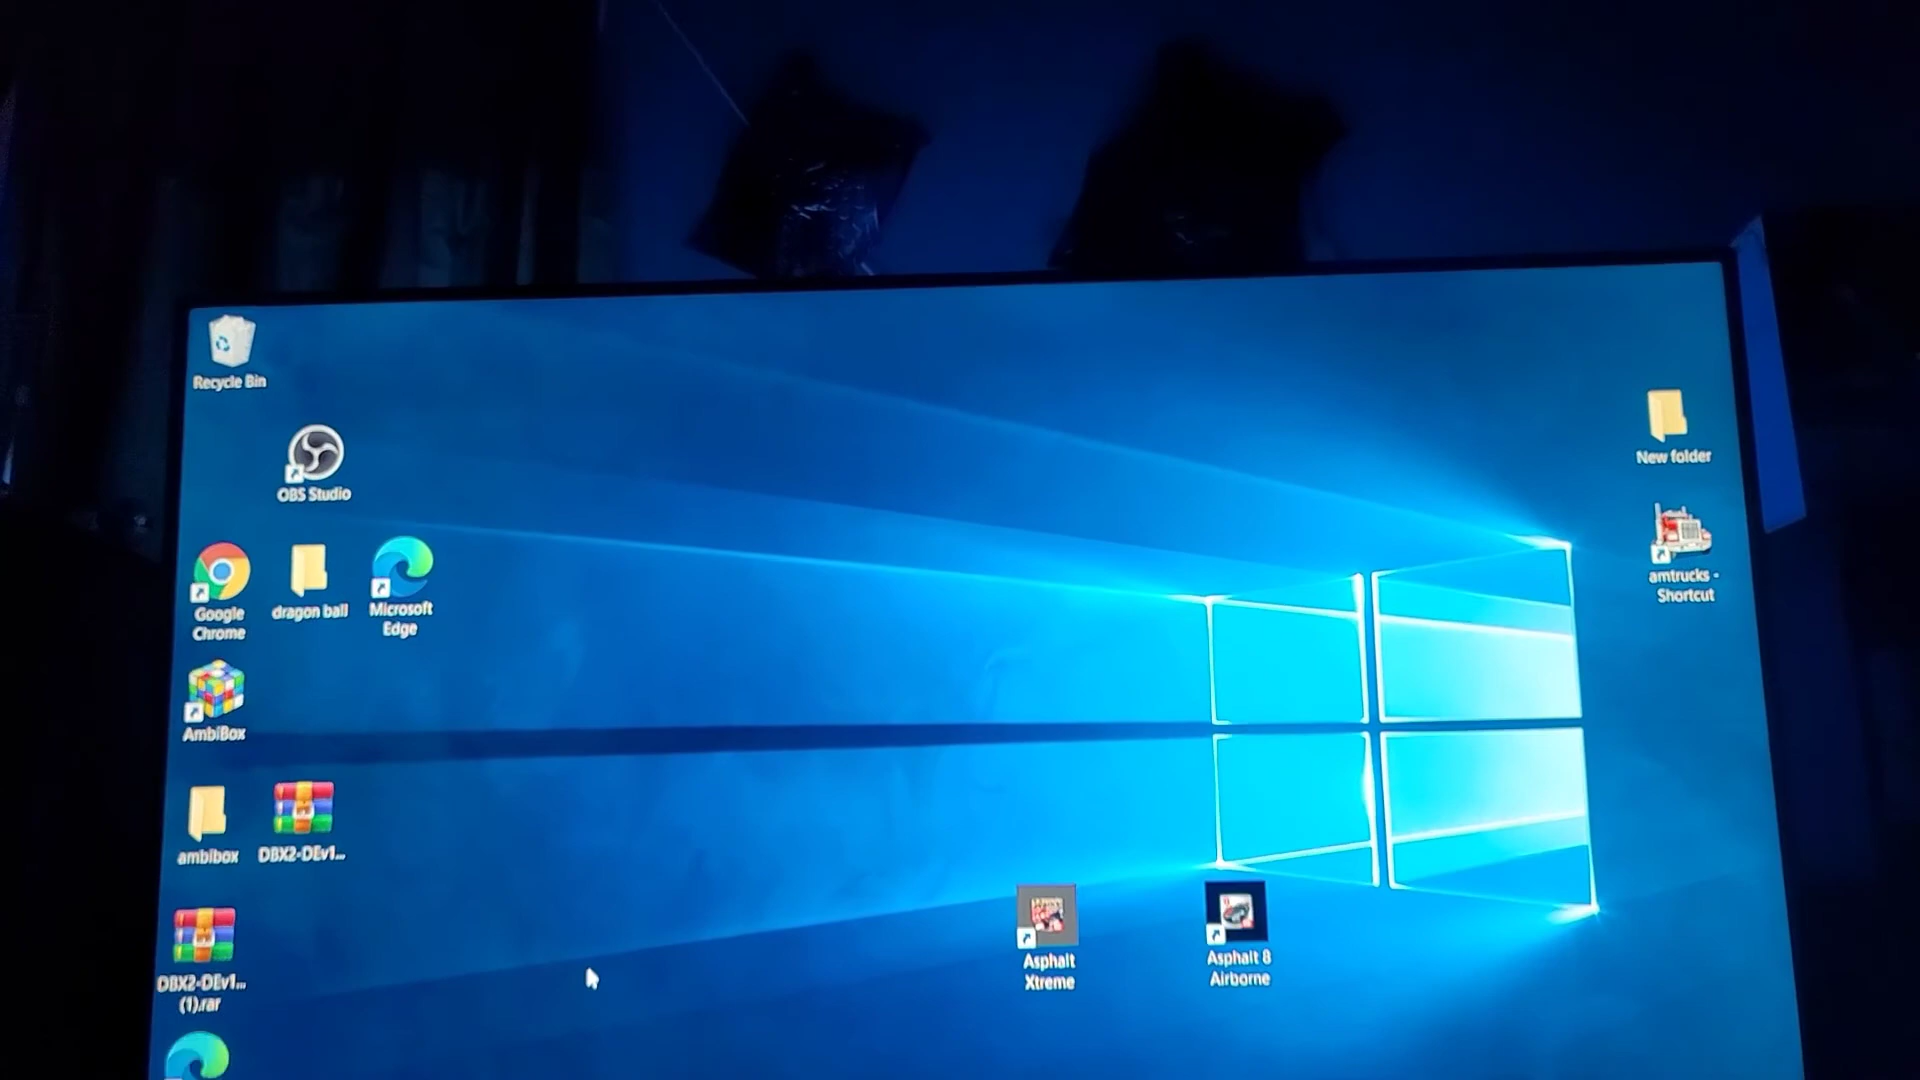 Recycle Bin
OBS Studio
New folder
amtrucks -
Shortcut
Google
Chrome
dragon ball
Microsoft
Edge
AmbiBox
ambibox
DBX2-DEv1...
DBX2-DEv1...
(1).rar
Asphalt
Xtreme
Asphalt 8
Airborne